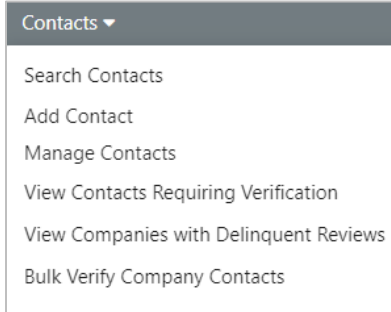 Contacts
Search Contacts
Add Contact
Manage Contacts
View Contacts Requiring Verification
View Companies with Delinquent Reviews
Bulk Verify Company Contacts